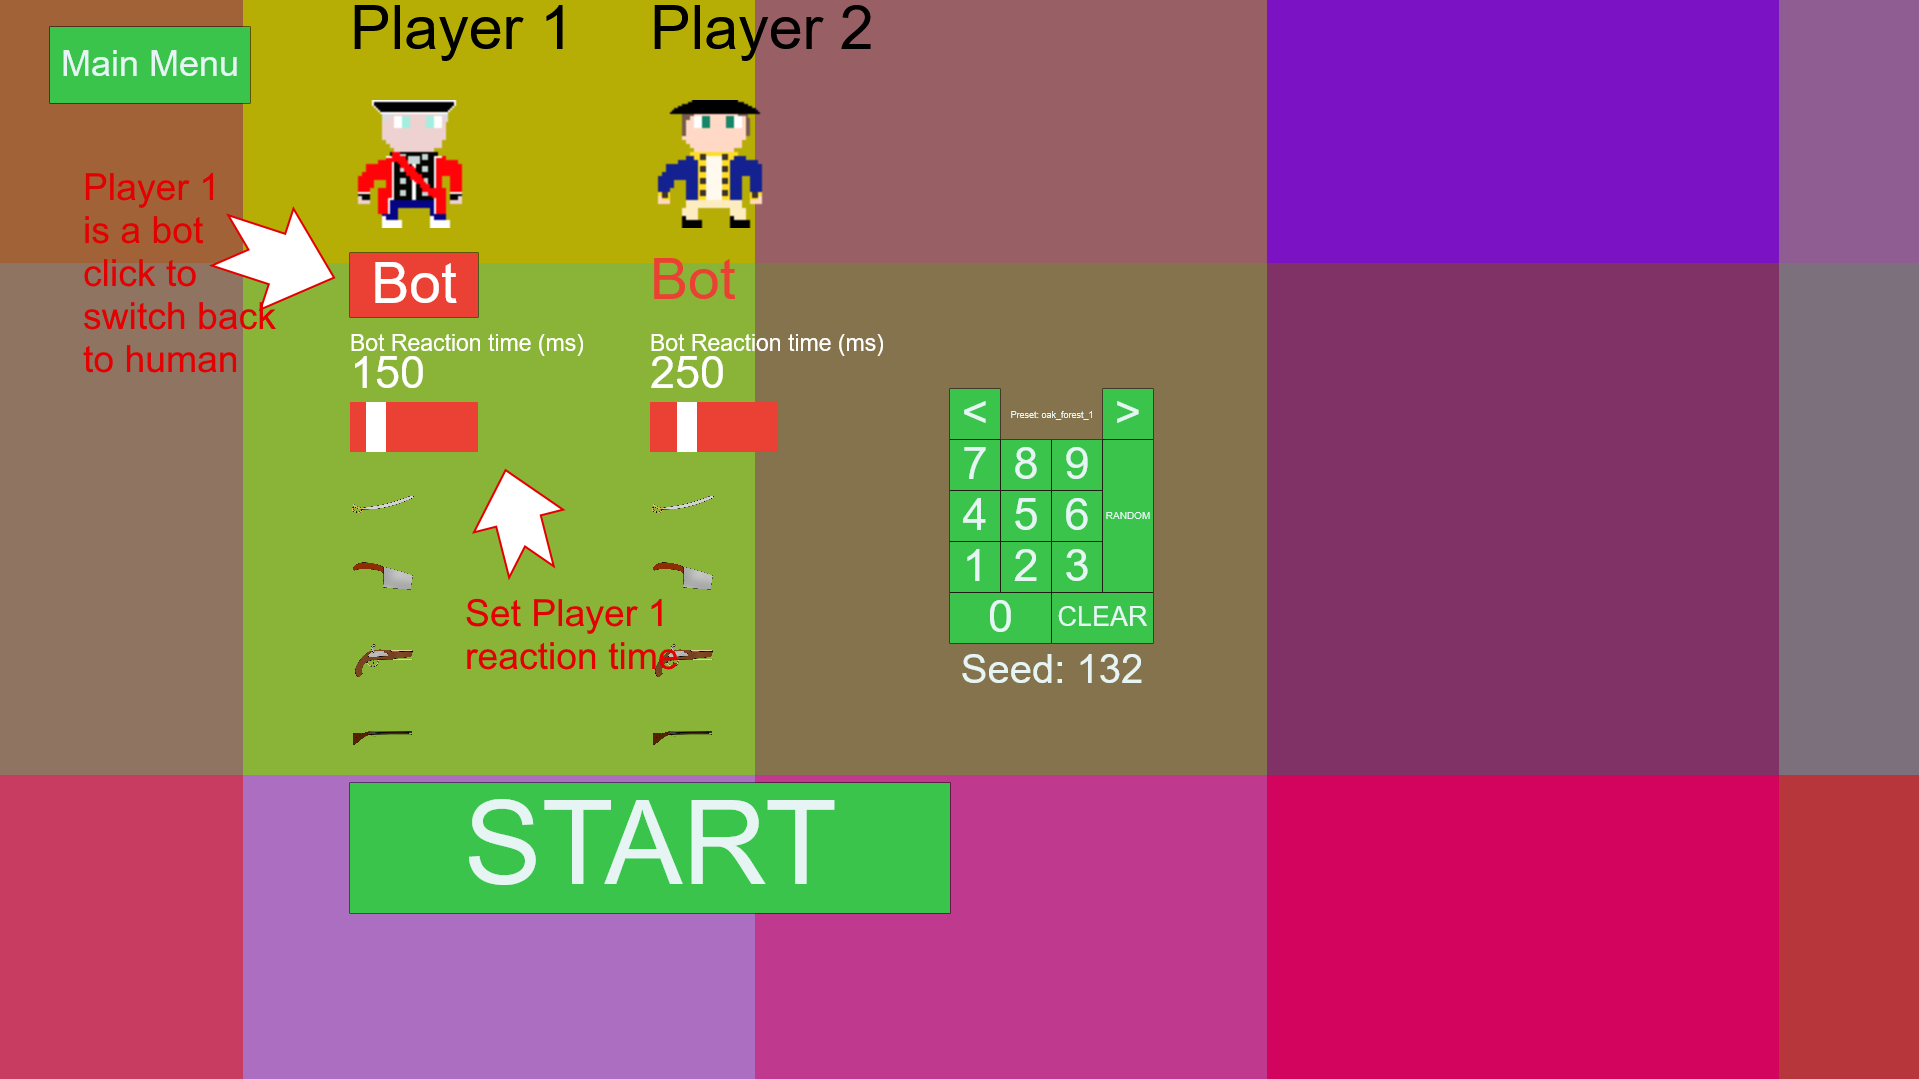 Main Menu
Player 1
Player 2
Player 1
is a bot
click to
switch back
to human
Bot
Bot
Bot Reaction time (ms)
150
Bot Reaction time (ms)
250
Set Player 1
reaction time
< Preset: oak_forest_1 >
7 8 9
4 5 6 RANDOM
1 2 3
0 CLEAR
Seed: 132
START